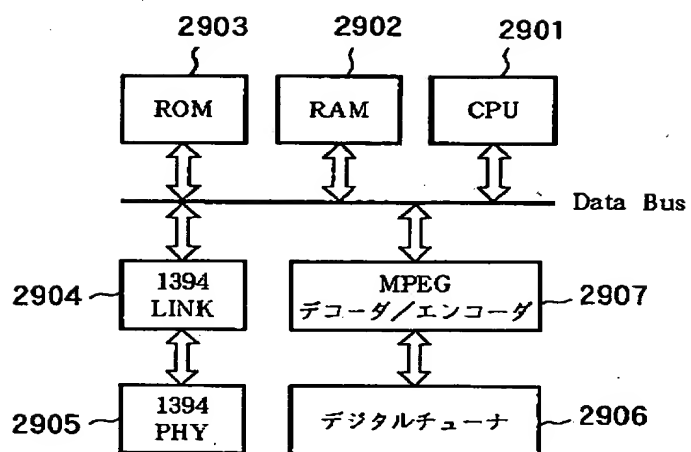 2903
2902
2901
ROM
RAM
CPU
Data Bus
2904
1394
LINK
MPEG
デコーダ/エンコーダ
2907
2905
1394
PHY
デジタルチューナ
2906